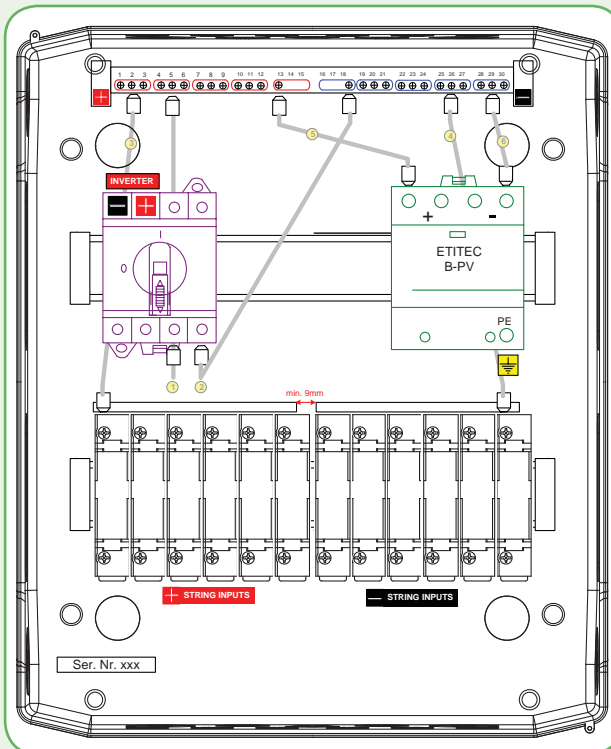 1 2 3 4 5 6 7 8 9 10 11 12 13 14 15 16 17 18 19 20 21 22 23 24 25 26 27 28 29 30
+ −
3 5 4 6
INVERTER
− +
+ -
ETITEC
B-PV
0 I
PE
1 2
min. 9mm
+ STRING INPUTS − STRING INPUTS
Ser. Nr. xxx